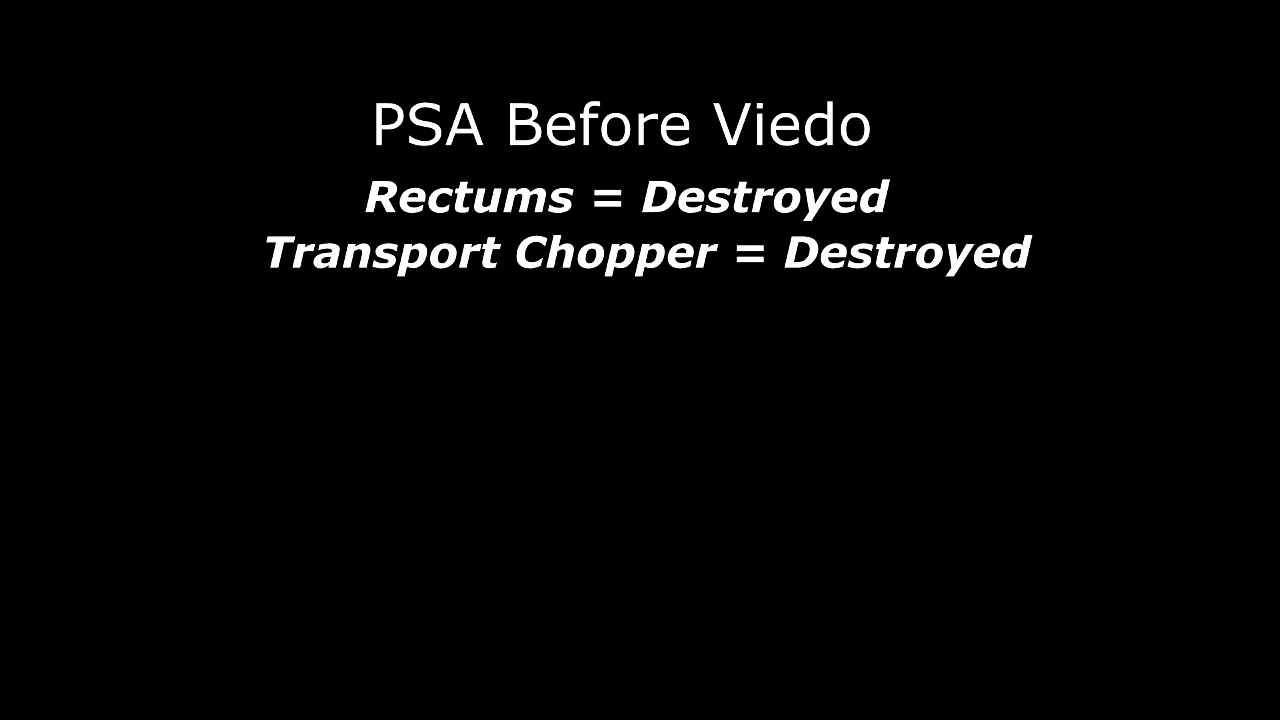 PSA Before Viedo
Rectums = Destroyed
Transport Chopper = Destroyed